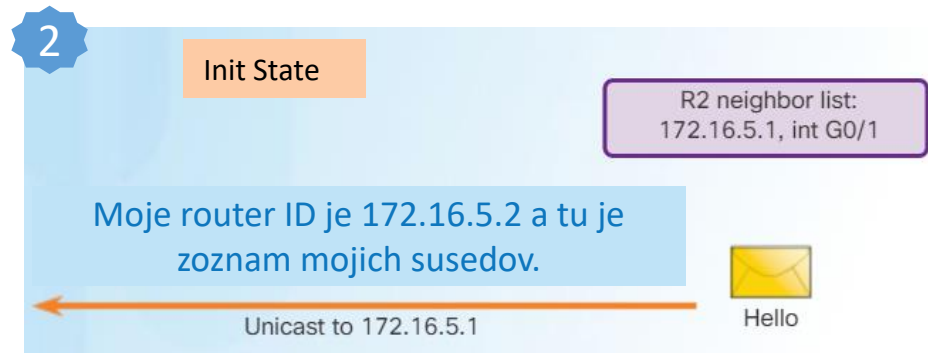 2
Init State
R2 neighbor list:
172.16.5.1, int G0/1
Moje router ID je 172.16.5.2 a tu je
zoznam mojich susedov.
Hello
Unicast to 172.16.5.1